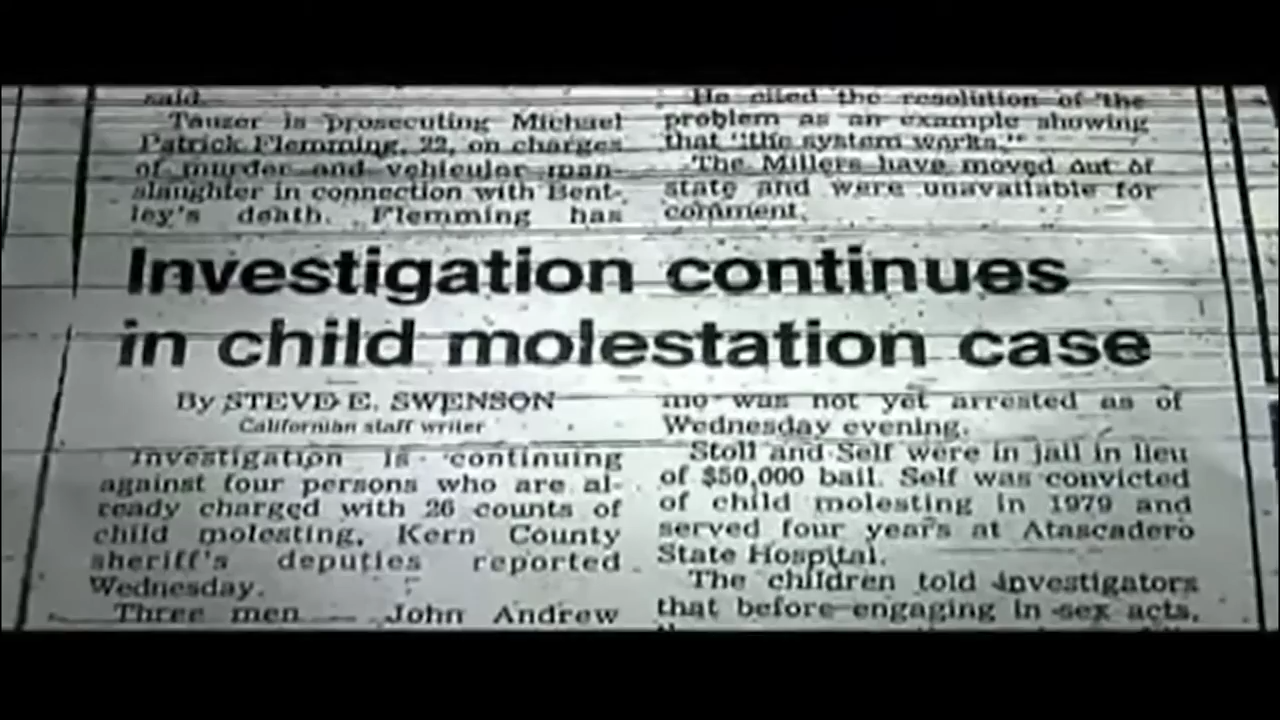 said.
Tauzer is prosecuting Michael
Patrick Flemming, 22, on charges
of murder and vehicular man-
slaughter in connection with Bent-
ley's death. Flemming has
He cited the resolution of the
problem as an example showing
that "the system works."
The Millers have moved out of
state and were unavailable for
comment.
Investigation continues
in child molestation case
By STEVE E. SWENSON
Californian staff writer
Investigation is continuing
against four persons who are al-
ready charged with 26 counts of
child molesting, Kern County
sheriff's deputies reported
Wednesday.
Three men — John Andrew
mo was not yet arrested as of
Wednesday evening.
Stoll and Self were in jail in lieu
of $50,000 bail. Self was convicted
of child molesting in 1979 and
served four years at Atascadero
State Hospital.
The children told investigators
that before engaging in sex acts,